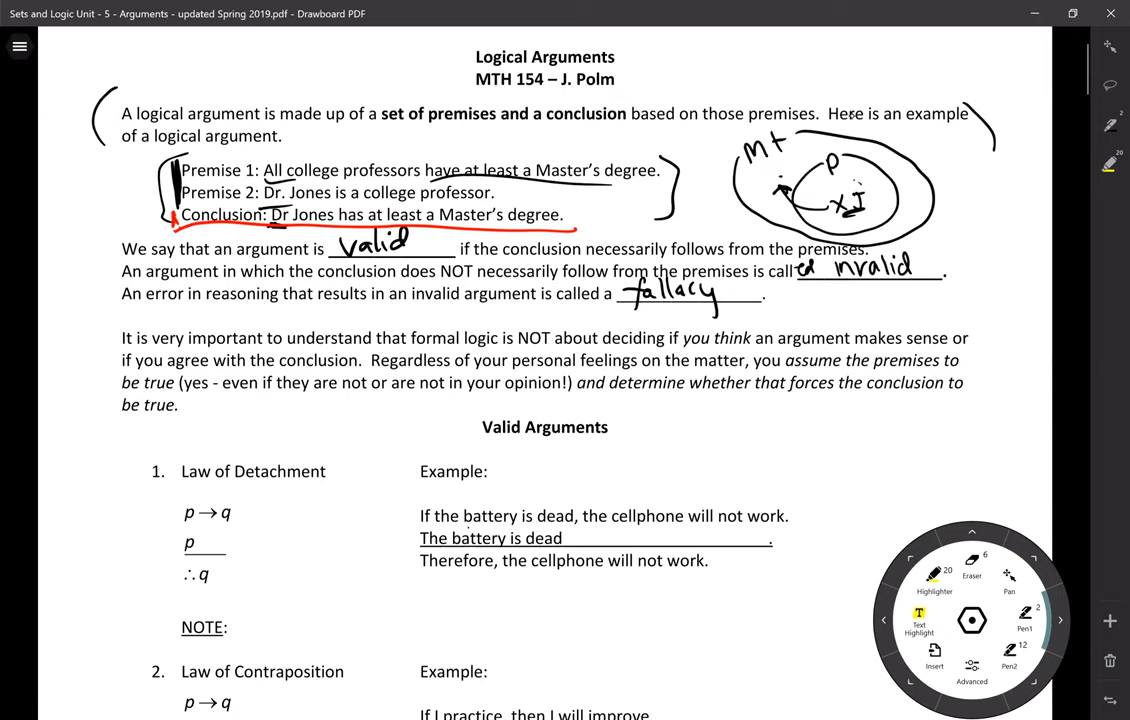 Sets and Logic Unit - 5 - Arguments - updated Spring 2019.pdf - Drawboard PDF
Logical Arguments
MTH 154 – J. Polm
A logical argument is made up of a set of premises and a conclusion based on those premises. Here is an example
of a logical argument.
Premise 1: All college professors have at least a Master's degree.
Premise 2: Dr. Jones is a college professor.
Conclusion: Dr Jones has at least a Master's degree.
M+
P
x J
We say that an argument is valid if the conclusion necessarily follows from the premises.
An argument in which the conclusion does NOT necessarily follow from the premises is called invalid.
An error in reasoning that results in an invalid argument is called a fallacy.
It is very important to understand that formal logic is NOT about deciding if you think an argument makes sense or
if you agree with the conclusion. Regardless of your personal feelings on the matter, you assume the premises to
be true (yes - even if they are not or are not in your opinion!) and determine whether that forces the conclusion to
be true.
Valid Arguments
1. Law of Detachment Example:
p → q If the battery is dead, the cellphone will not work.
p The battery is dead .
∴ q Therefore, the cellphone will not work.
NOTE:
2. Law of Contraposition Example:
p → q If I practice, then I will improve
Eraser 6
Highlighter 20
Pan
Text Highlight T
Pen1 2
Insert
Pen2 12
Advanced
2
20